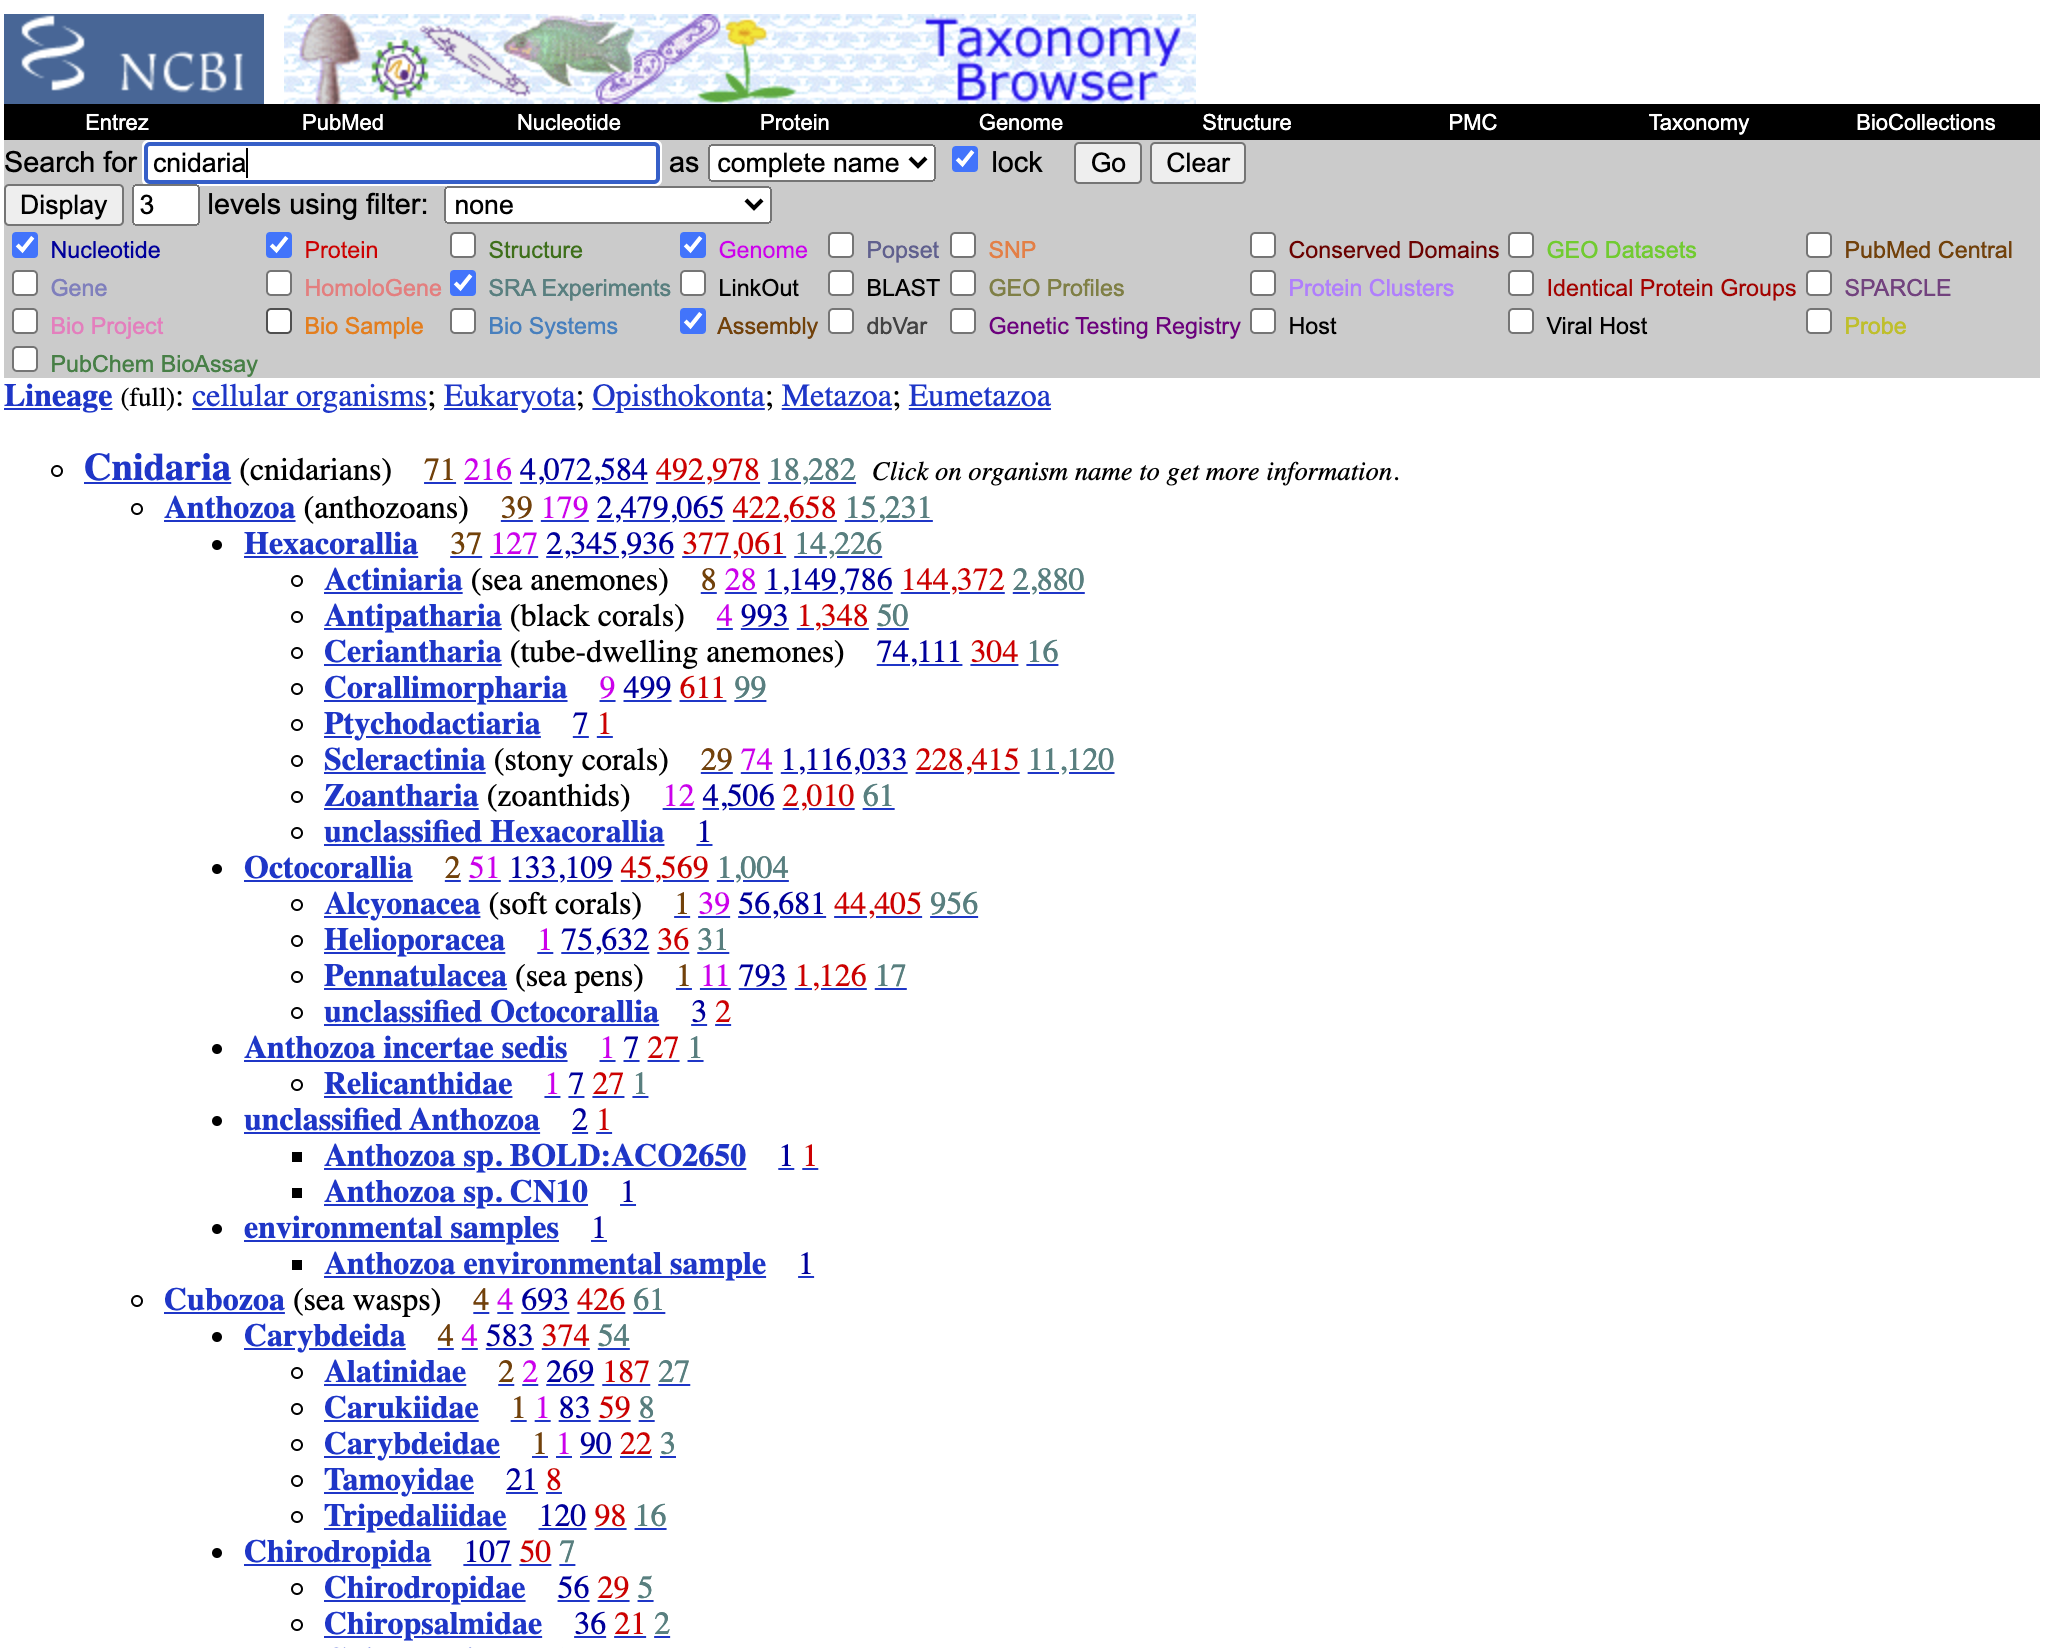 NCBI
Taxonomy
Browser
Entrez PubMed Nucleotide Protein Genome Structure PMC Taxonomy BioCollections
Search for cnidaria as complete name lock Go Clear
Display 3 levels using filter: none
Nucleotide Protein Structure Genome Popset SNP Conserved Domains GEO Datasets PubMed Central
Gene HomoloGene SRA Experiments LinkOut BLAST GEO Profiles Protein Clusters Identical Protein Groups SPARCLE
Bio Project Bio Sample Bio Systems Assembly dbVar Genetic Testing Registry Host Viral Host Probe
PubChem BioAssay
Lineage (full): cellular organisms; Eukaryota; Opisthokonta; Metazoa; Eumetazoa
Cnidaria (cnidarians) 71 216 4,072,584 492,978 18,282 Click on organism name to get more information.
Anthozoa (anthozoans) 39 179 2,479,065 422,658 15,231
Hexacorallia 37 127 2,345,936 377,061 14,226
Actiniaria (sea anemones) 8 28 1,149,786 144,372 2,880
Antipatharia (black corals) 4 993 1,348 50
Ceriantharia (tube-dwelling anemones) 74,111 304 16
Corallimorpharia 9 499 611 99
Ptychodactiaria 7 1
Scleractinia (stony corals) 29 74 1,116,033 228,415 11,120
Zoantharia (zoanthids) 12 4,506 2,010 61
unclassified Hexacorallia 1
Octocorallia 2 51 133,109 45,569 1,004
Alcyonacea (soft corals) 1 39 56,681 44,405 956
Helioporacea 1 75,632 36 31
Pennatulacea (sea pens) 1 11 793 1,126 17
unclassified Octocorallia 3 2
Anthozoa incertae sedis 1 7 27 1
Relicanthidae 1 7 27 1
unclassified Anthozoa 2 1
Anthozoa sp. BOLD:ACO2650 1 1
Anthozoa sp. CN10 1
environmental samples 1
Anthozoa environmental sample 1
Cubozoa (sea wasps) 4 4 693 426 61
Carybdeida 4 4 583 374 54
Alatinidae 2 2 269 187 27
Carukiidae 1 1 83 59 8
Carybdeidae 1 1 90 22 3
Tamoyidae 21 8
Tripedaliidae 120 98 16
Chirodropida 107 50 7
Chirodropidae 56 29 5
Chiropsalmidae 36 21 2